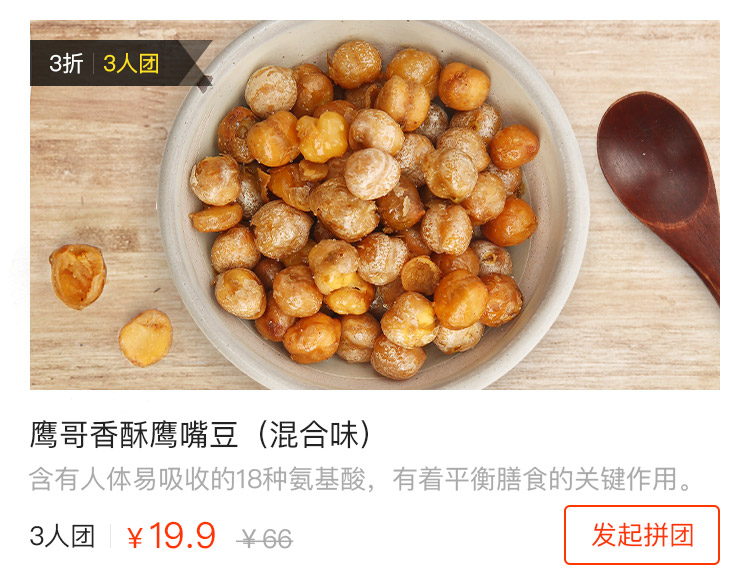 3折 3人团
鹰哥香酥鹰嘴豆（混合味）
含有人体易吸收的18种氨基酸，有着平衡膳食的关键作用。
3人团 ¥19.9 ¥66 发起拼团